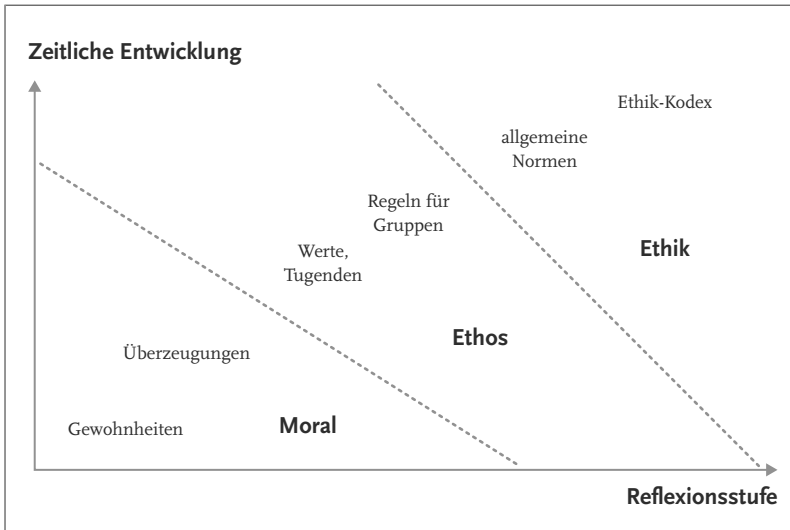 Zeitliche Entwicklung
Ethik-Kodex
allgemeine
Normen
Regeln für
Gruppen
Werte,
Tugenden
Ethik
Ethos
Überzeugungen
Gewohnheiten
Moral
Reflexionsstufe